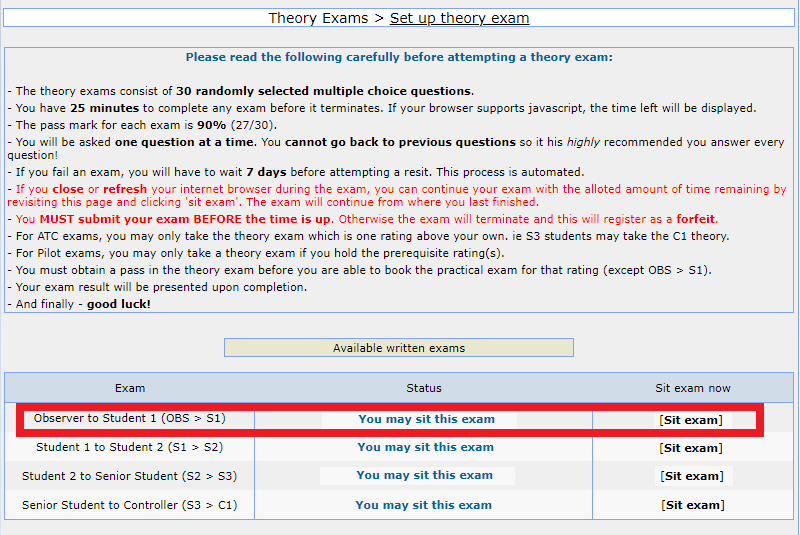 Theory Exams > Set up theory exam
Please read the following carefully before attempting a theory exam:
- The theory exams consist of 30 randomly selected multiple choice questions.
- You have 25 minutes to complete any exam before it terminates. If your browser supports javascript, the time left will be displayed.
- The pass mark for each exam is 90% (27/30).
- You will be asked one question at a time. You cannot go back to previous questions so it his highly recommended you answer every
question!
- If you fail an exam, you will have to wait 7 days before attempting a resit. This process is automated.
- If you close or refresh your internet browser during the exam, you can continue your exam with the alloted amount of time remaining by
revisiting this page and clicking 'sit exam'. The exam will continue from where you last finished.
- You MUST submit your exam BEFORE the time is up. Otherwise the exam will terminate and this will register as a forfeit.
- For ATC exams, you may only take the theory exam which is one rating above your own. ie S3 students may take the C1 theory.
- For Pilot exams, you may only take a theory exam if you hold the prerequisite rating(s).
- You must obtain a pass in the theory exam before you are able to book the practical exam for that rating (except OBS > S1).
- Your exam result will be presented upon completion.
- And finally - good luck!
Available written exams
Exam Status Sit exam now
Observer to Student 1 (OBS > S1) You may sit this exam [Sit exam]
Student 1 to Student 2 (S1 > S2) You may sit this exam [Sit exam]
Student 2 to Senior Student (S2 > S3) You may sit this exam [Sit exam]
Senior Student to Controller (S3 > C1) You may sit this exam [Sit exam]